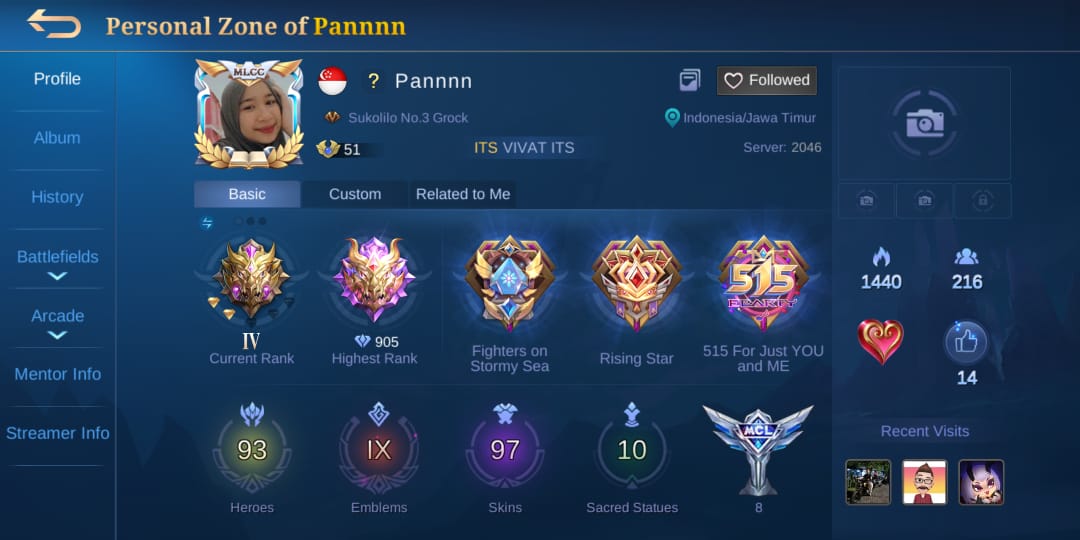 Personal Zone of Pannnn
Profile
Album
History
Battlefields
Arcade
Mentor Info
Streamer Info
MLCC
? Pannnn
Followed
Sukolilo No.3 Grock
Indonesia/Jawa Timur
51
ITS VIVAT ITS
Server: 2046
Basic
Custom
Related to Me
IV
Current Rank
905
Highest Rank
Fighters on
Stormy Sea
Rising Star
515
EPARTY
515 For Just YOU
and ME
93
Heroes
IX
Emblems
97
Skins
10
Sacred Statues
MCL
8
1440
216
14
Recent Visits